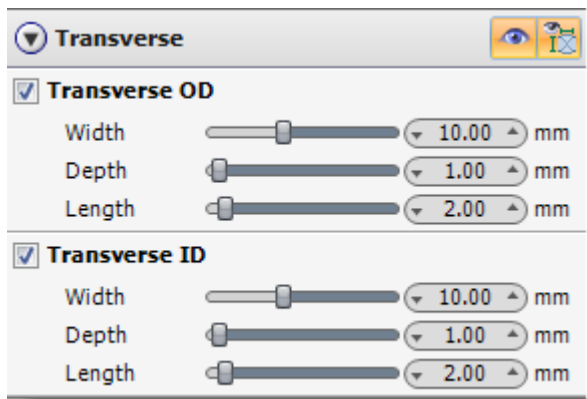 Transverse
Transverse OD
Width 10.00 mm
Depth 1.00 mm
Length 2.00 mm
Transverse ID
Width 10.00 mm
Depth 1.00 mm
Length 2.00 mm